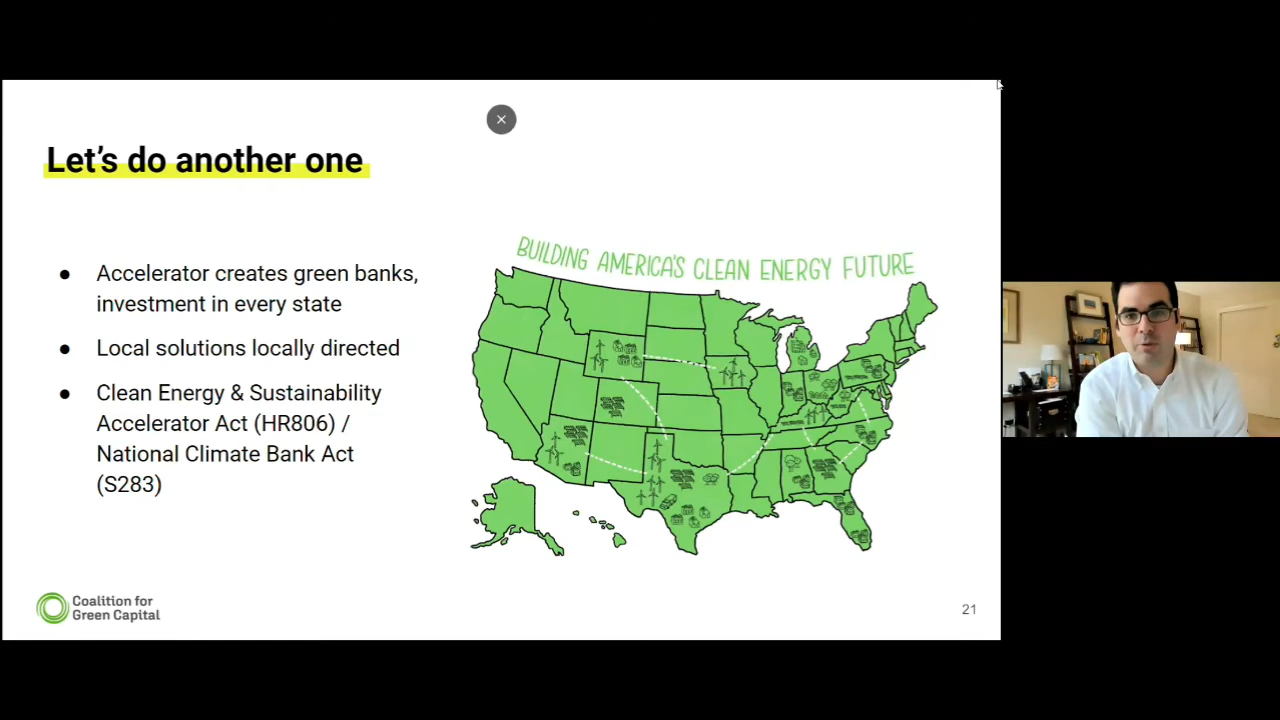 Let's do another one
● Accelerator creates green banks,
investment in every state
● Local solutions locally directed
● Clean Energy & Sustainability
Accelerator Act (HR806) /
National Climate Bank Act
(S283)
BUILDING AMERICA'S CLEAN ENERGY FUTURE
Coalition for
Green Capital
21